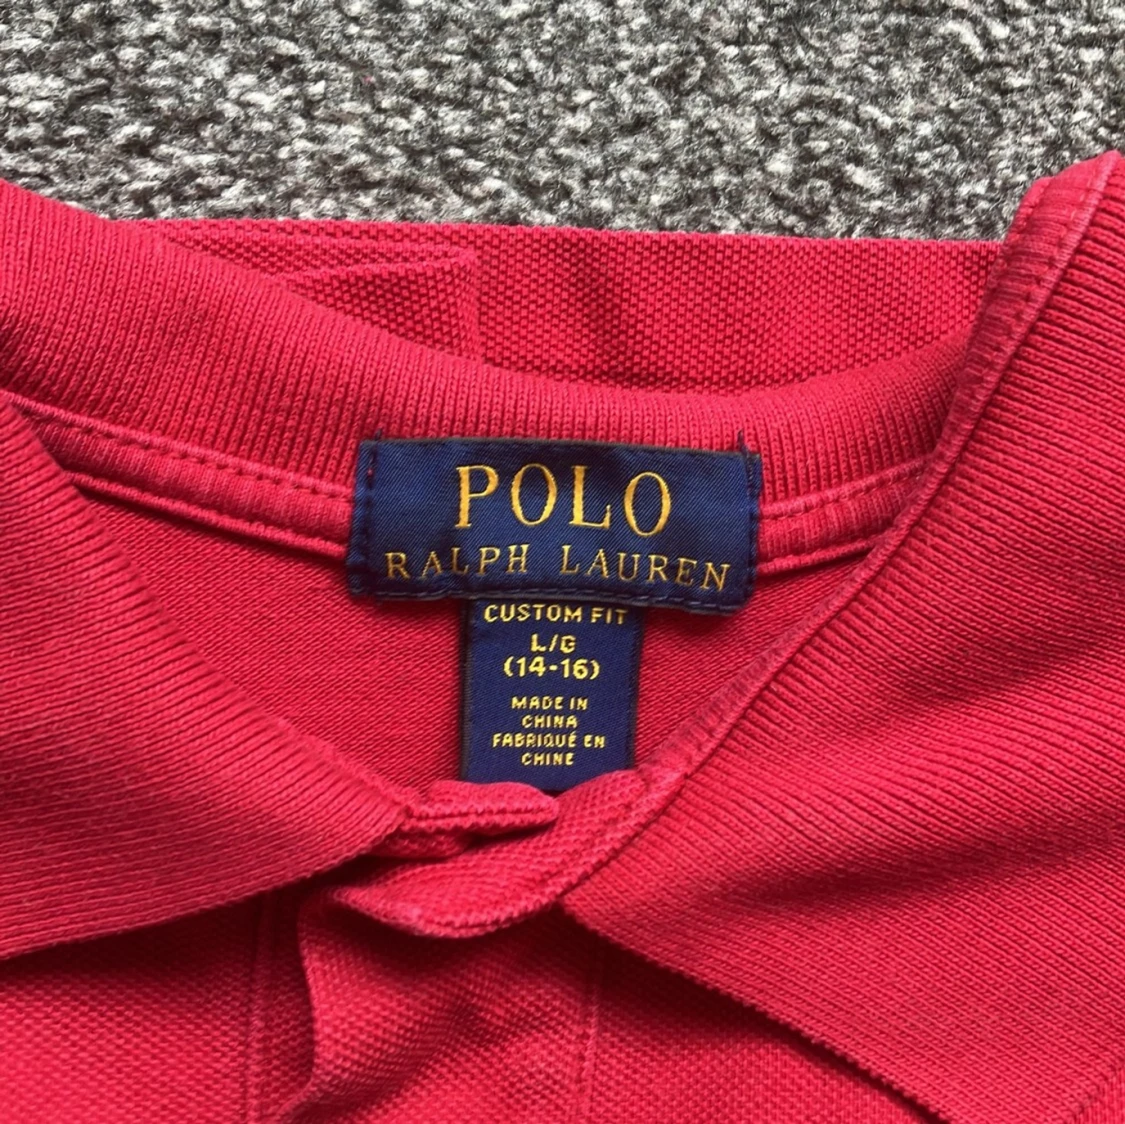 POLO
RALPH LAUREN
CUSTOM FIT
L/G
(14-16)
MADE IN
CHINA
FABRIQUÉ EN
CHINE